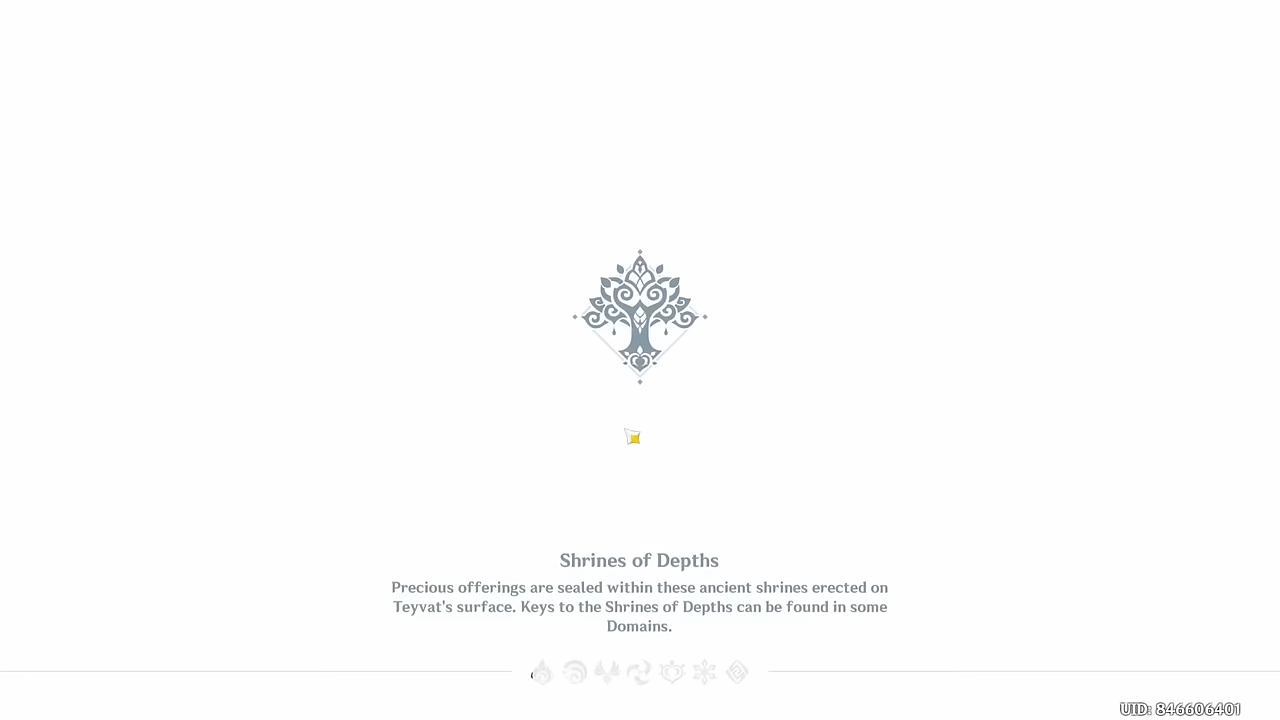 Shrines of Depths
Precious offerings are sealed within these ancient shrines erected on
Teyvat's surface. Keys to the Shrines of Depths can be found in some
Domains.
UID: 846606401